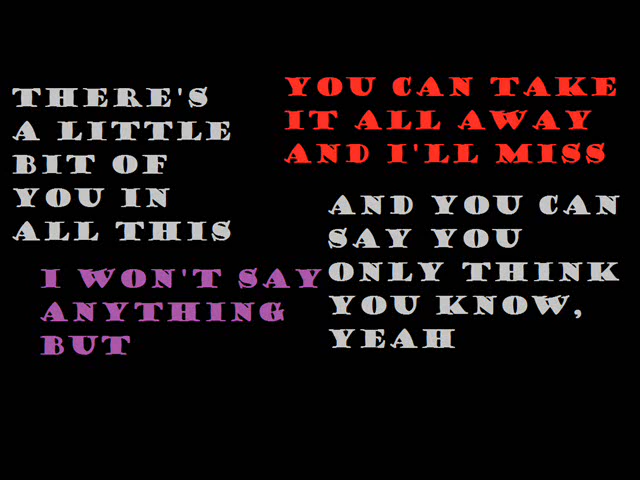 THERE'S
A LITTLE
BIT OF
YOU IN
ALL THIS
YOU CAN TAKE
IT ALL AWAY
AND I'LL MISS
I WON'T SAY
ANYTHING
BUT
AND YOU CAN
SAY YOU
ONLY THINK
YOU KNOW,
YEAH